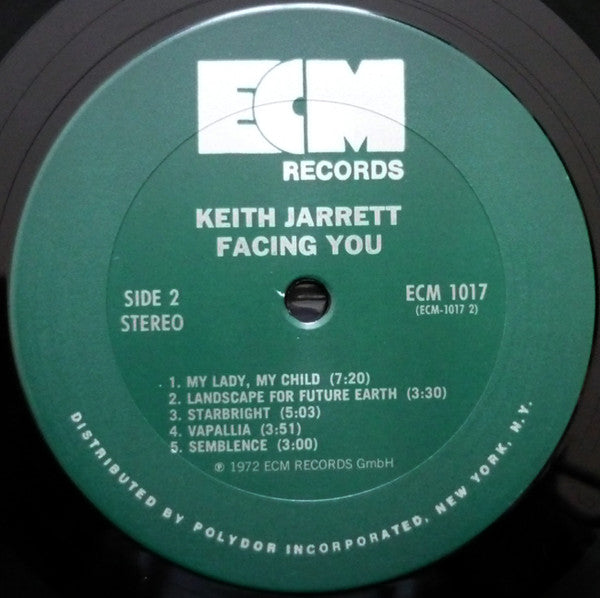 ECM
RECORDS
KEITH JARRETT
FACING YOU
SIDE 2
STEREO
ECM 1017
(ECM-1017 2)
1. MY LADY, MY CHILD (7:20)
2. LANDSCAPE FOR FUTURE EARTH (3:30)
3. STARBRIGHT (5:03)
4. VAPALLIA (3:51)
5. SEMBLENCE (3:00)
℗ 1972 ECM RECORDS GmbH
DISTRIBUTED BY POLYDOR INCORPORATED, NEW YORK, N.Y.